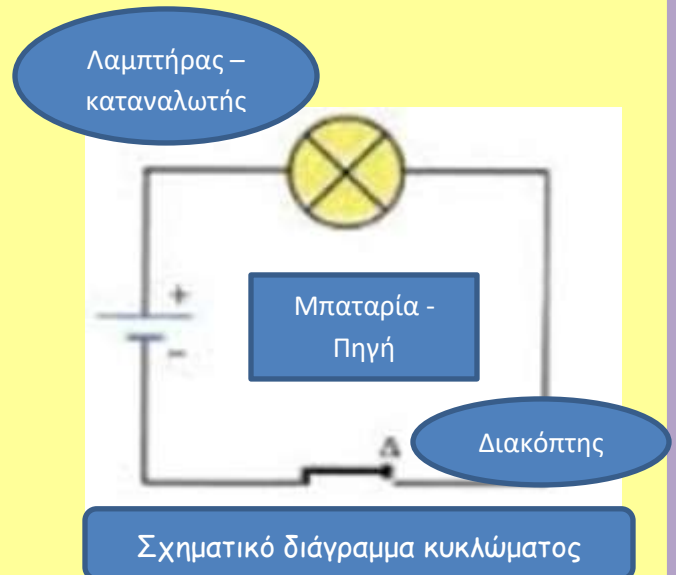 Λαμπτήρας –
καταναλωτής
+
Μπαταρία -
Πηγή
–
Δ
Διακόπτης
Σχηματικό διάγραμμα κυκλώματος